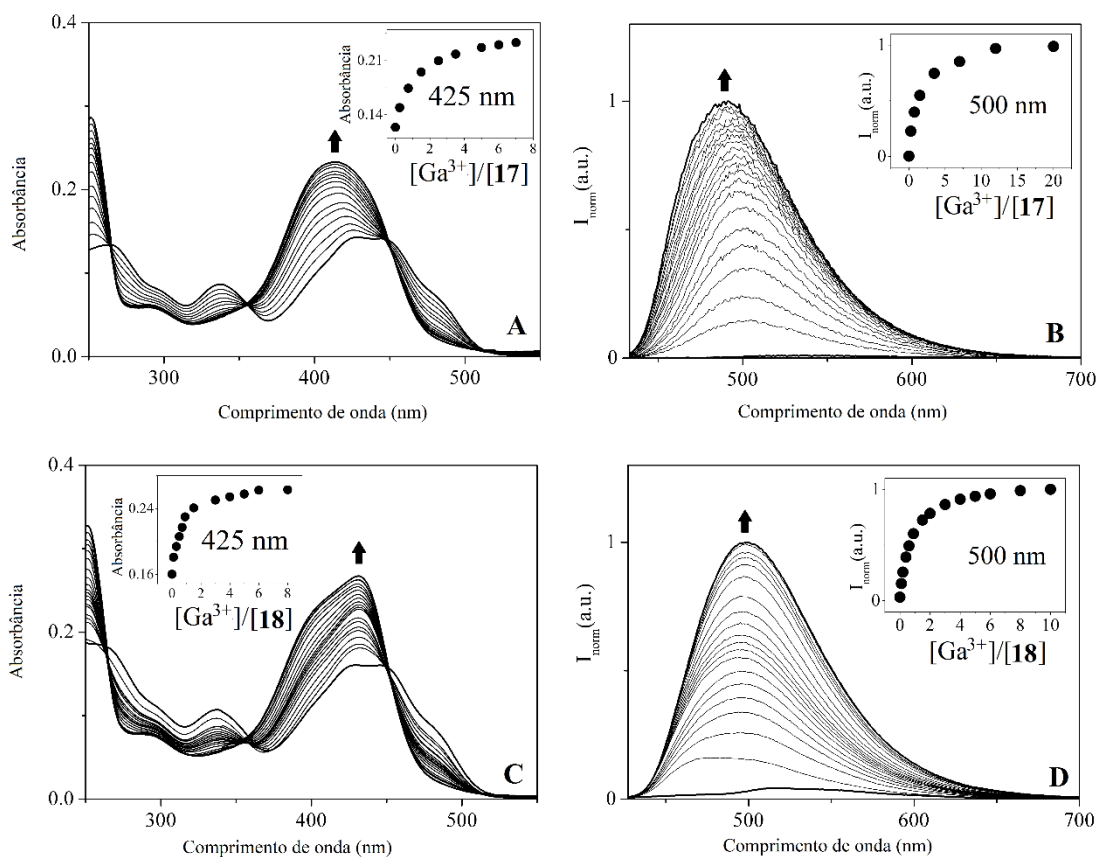 0.4
0.2
0.0
Absorbância
300
400
500
Comprimento de onda (nm)
A
0.21
0.14
Absorbância
425 nm
0 2 4 6 8
[Ga³⁺]/[17]
1
0
I_norm (a.u.)
500
600
700
Comprimento de onda (nm)
B
1
0
I_norm(a.u.)
500 nm
0 5 10 15 20
[Ga³⁺]/[17]
0.4
0.2
0.0
Absorbância
300
400
500
Comprimento de onda (nm)
C
0.24
0.16
Absorbância
425 nm
0 2 4 6 8
[Ga³⁺]/[18]
1
0
I_norm(a.u.)
500
600
700
Comprimento de onda (nm)
D
1
0
I_norm(a.u.)
500 nm
0 2 4 6 8 10
[Ga³⁺]/[18]